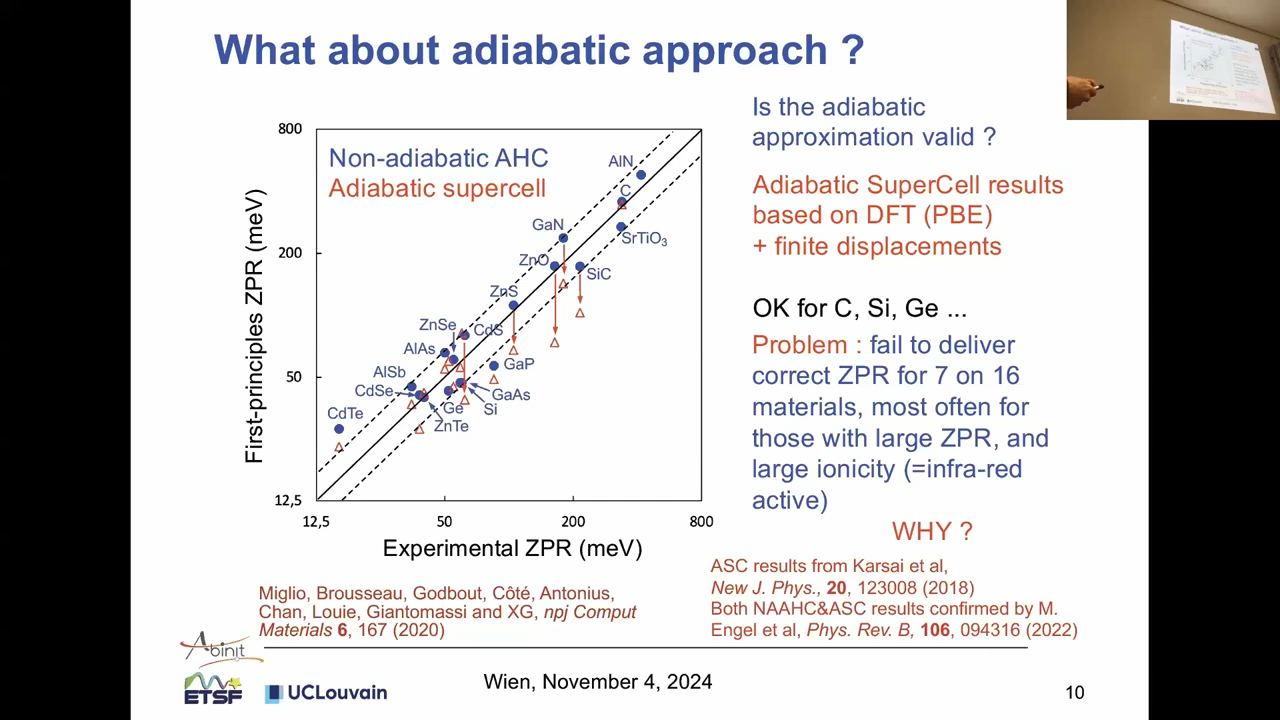 What about adiabatic approach ?
Is the adiabatic
approximation valid ?
Adiabatic SuperCell results
based on DFT (PBE)
+ finite displacements
OK for C, Si, Ge ...
Problem : fail to deliver
correct ZPR for 7 on 16
materials, most often for
those with large ZPR, and
large ionicity (=infra-red
active)
WHY ?
Non-adiabatic AHC
Adiabatic supercell
First-principles ZPR (meV)
800
200
50
12,5
AlN
C
GaN
SrTiO3
ZnO
SiC
ZnS
ZnSe
CdS
AlAs
GaP
AlSb
CdSe
GaAs
Ge
Si
CdTe
ZnTe
12,5
50
200
800
Experimental ZPR (meV)
Miglio, Brousseau, Godbout, Côté, Antonius,
Chan, Louie, Giantomassi and XG, npj Comput
Materials 6, 167 (2020)
ASC results from Karsai et al,
New J. Phys., 20, 123008 (2018)
Both NAAHC&ASC results confirmed by M.
Engel et al, Phys. Rev. B, 106, 094316 (2022)
Abinit
ETSF
UCLouvain
Wien, November 4, 2024
10